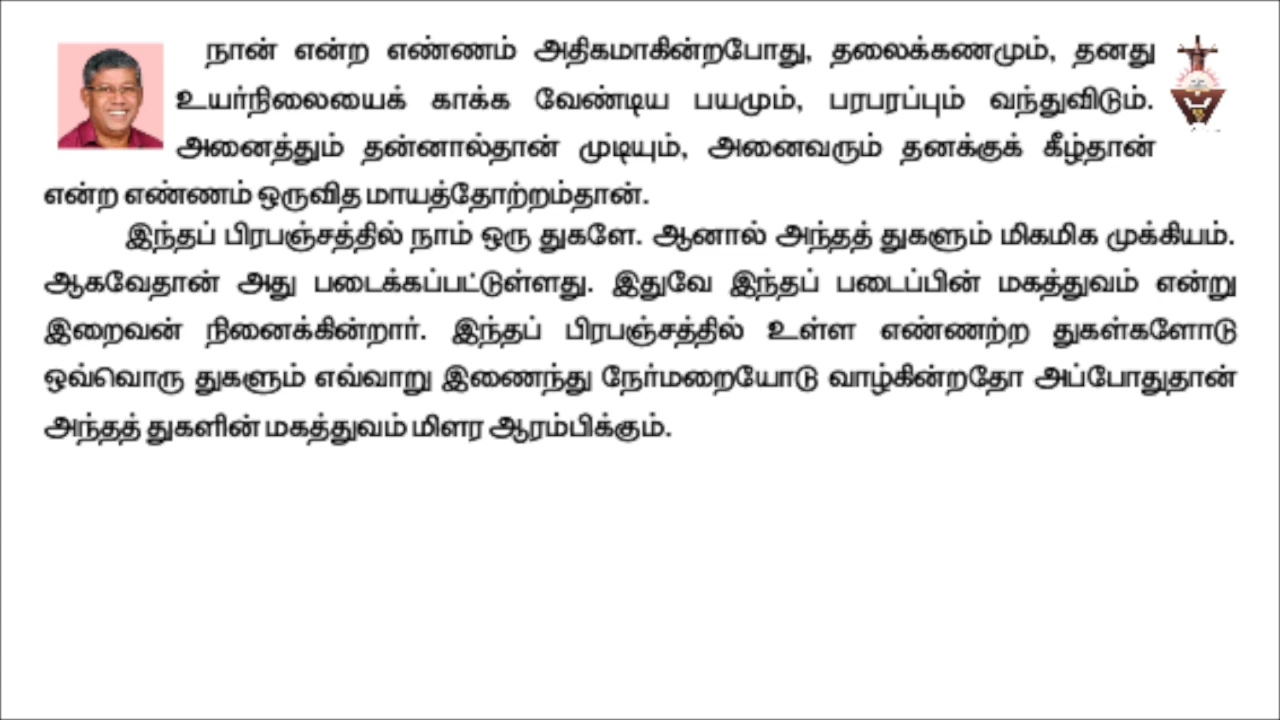 நான் என்ற எண்ணம் அதிகமாகின்றபோது, தலைக்கணமும், தனது
உயர்நிலையைக் காக்க வேண்டிய பயமும், பரபரப்பும் வந்துவிடும்.
அனைத்தும் தன்னால்தான் முடியும், அனைவரும் தனக்குக் கீழ்தான்
என்ற எண்ணம் ஒருவித மாயத்தோற்றம்தான்.
இந்தப் பிரபஞ்சத்தில் நாம் ஒரு துகளே. ஆனால் அந்தத் துகளும் மிகமிக முக்கியம்.
ஆகவேதான் அது படைக்கப்பட்டுள்ளது. இதுவே இந்தப் படைப்பின் மகத்துவம் என்று
இறைவன் நினைக்கின்றார். இந்தப் பிரபஞ்சத்தில் உள்ள எண்ணற்ற துகள்களோடு
ஒவ்வொரு துகளும் எவ்வாறு இணைந்து நேர்மறையோடு வாழ்கின்றதோ அப்போதுதான்
அந்தத் துகளின் மகத்துவம் மிளர ஆரம்பிக்கும்.